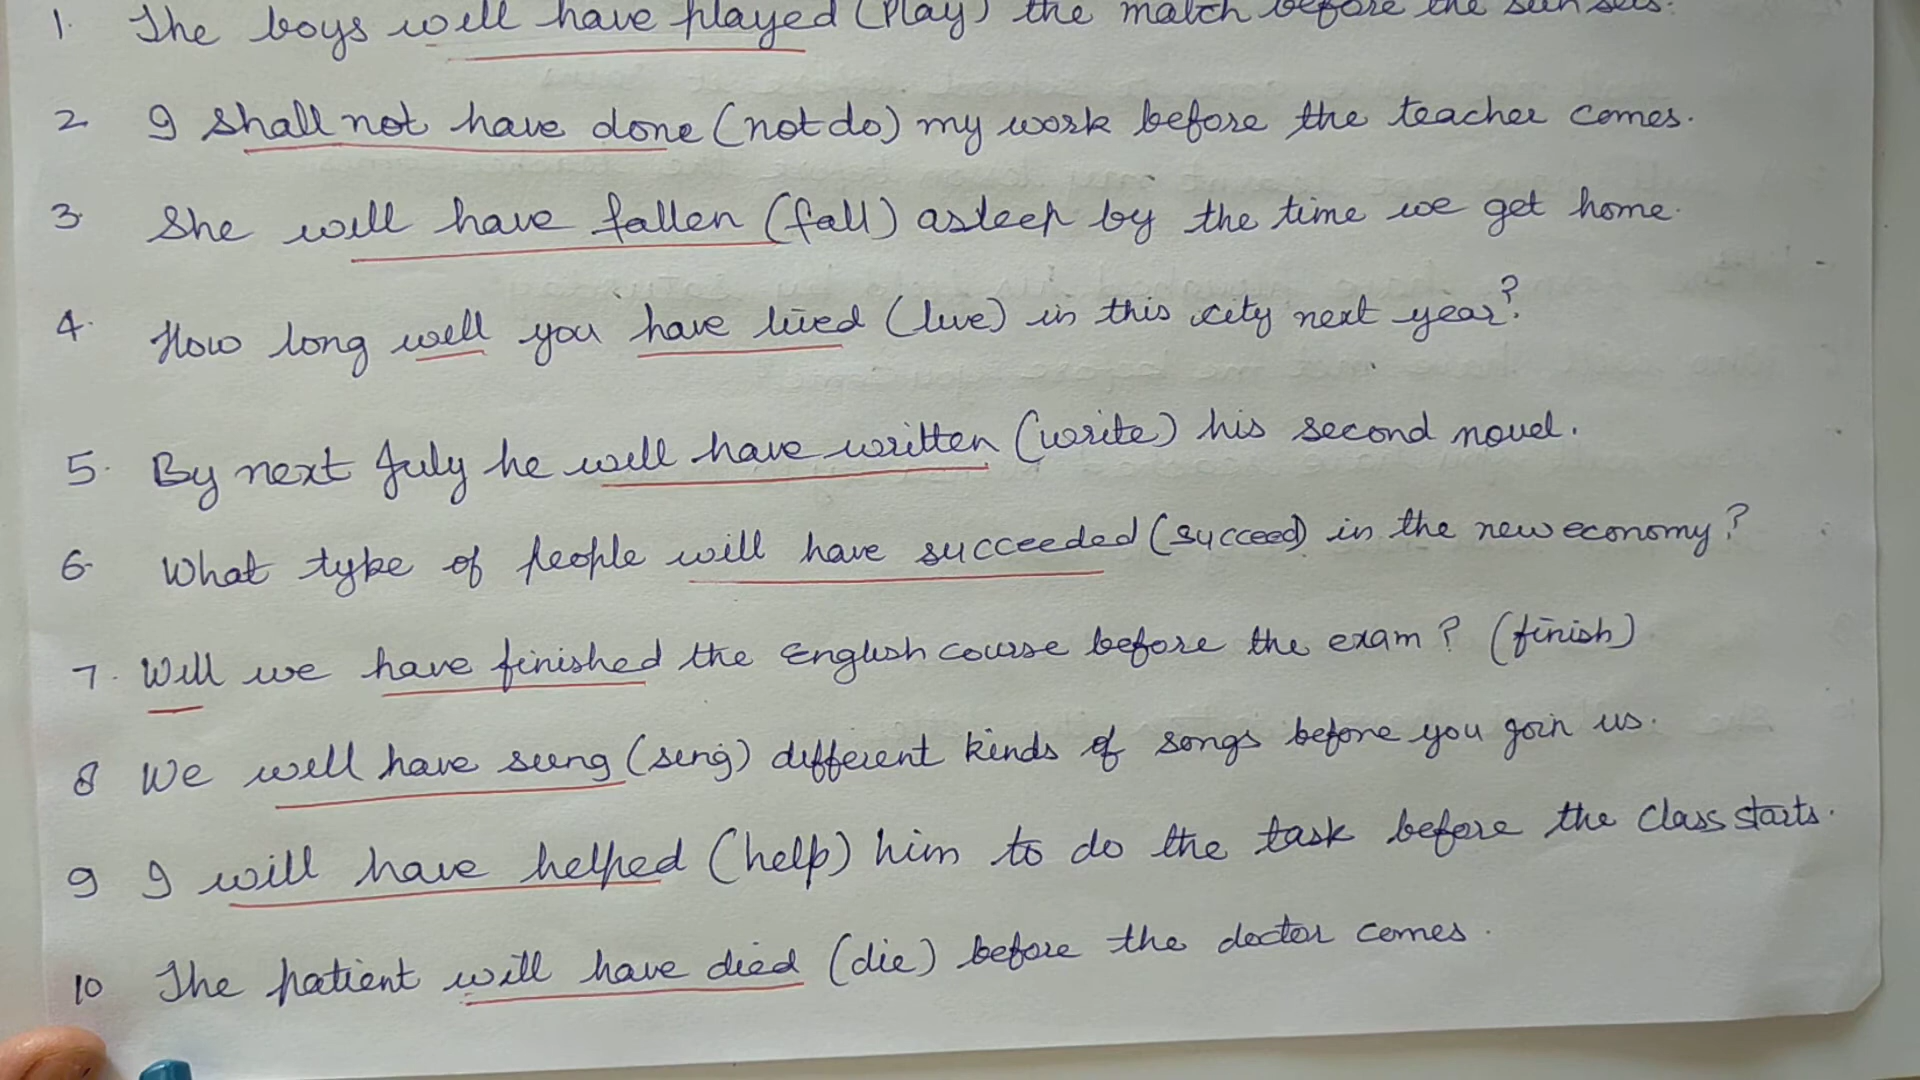 1. The boys will have played (Play) the match before the sun sets.
2 I shall not have done (not do) my work before the teacher comes.
3. She will have fallen (fall) asleep by the time we get home.
4. How long will you have lived (live) in this city next year?
5. By next July he will have written (write) his second novel.
6. What type of people will have succeeded (succeed) in the new economy?
7. Will we have finished the English course before the exam? (finish)
8 We will have sung (sing) different kinds of songs before you join us.
9 I will have helped (help) him to do the task before the class starts.
10 The patient will have died (die) before the doctor comes.